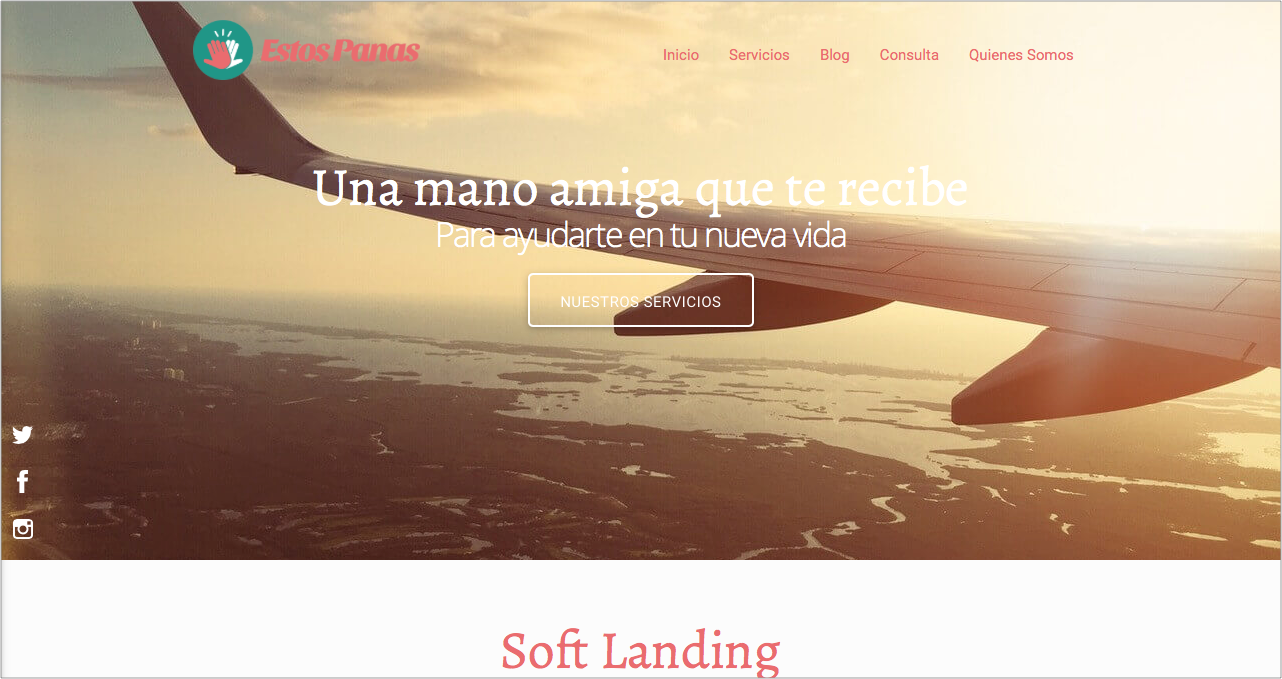 Estos Panas
Inicio Servicios Blog Consulta Quienes Somos
Una mano amiga que te recibe
Para ayudarte en tu nueva vida
NUESTROS SERVICIOS
Soft Landing